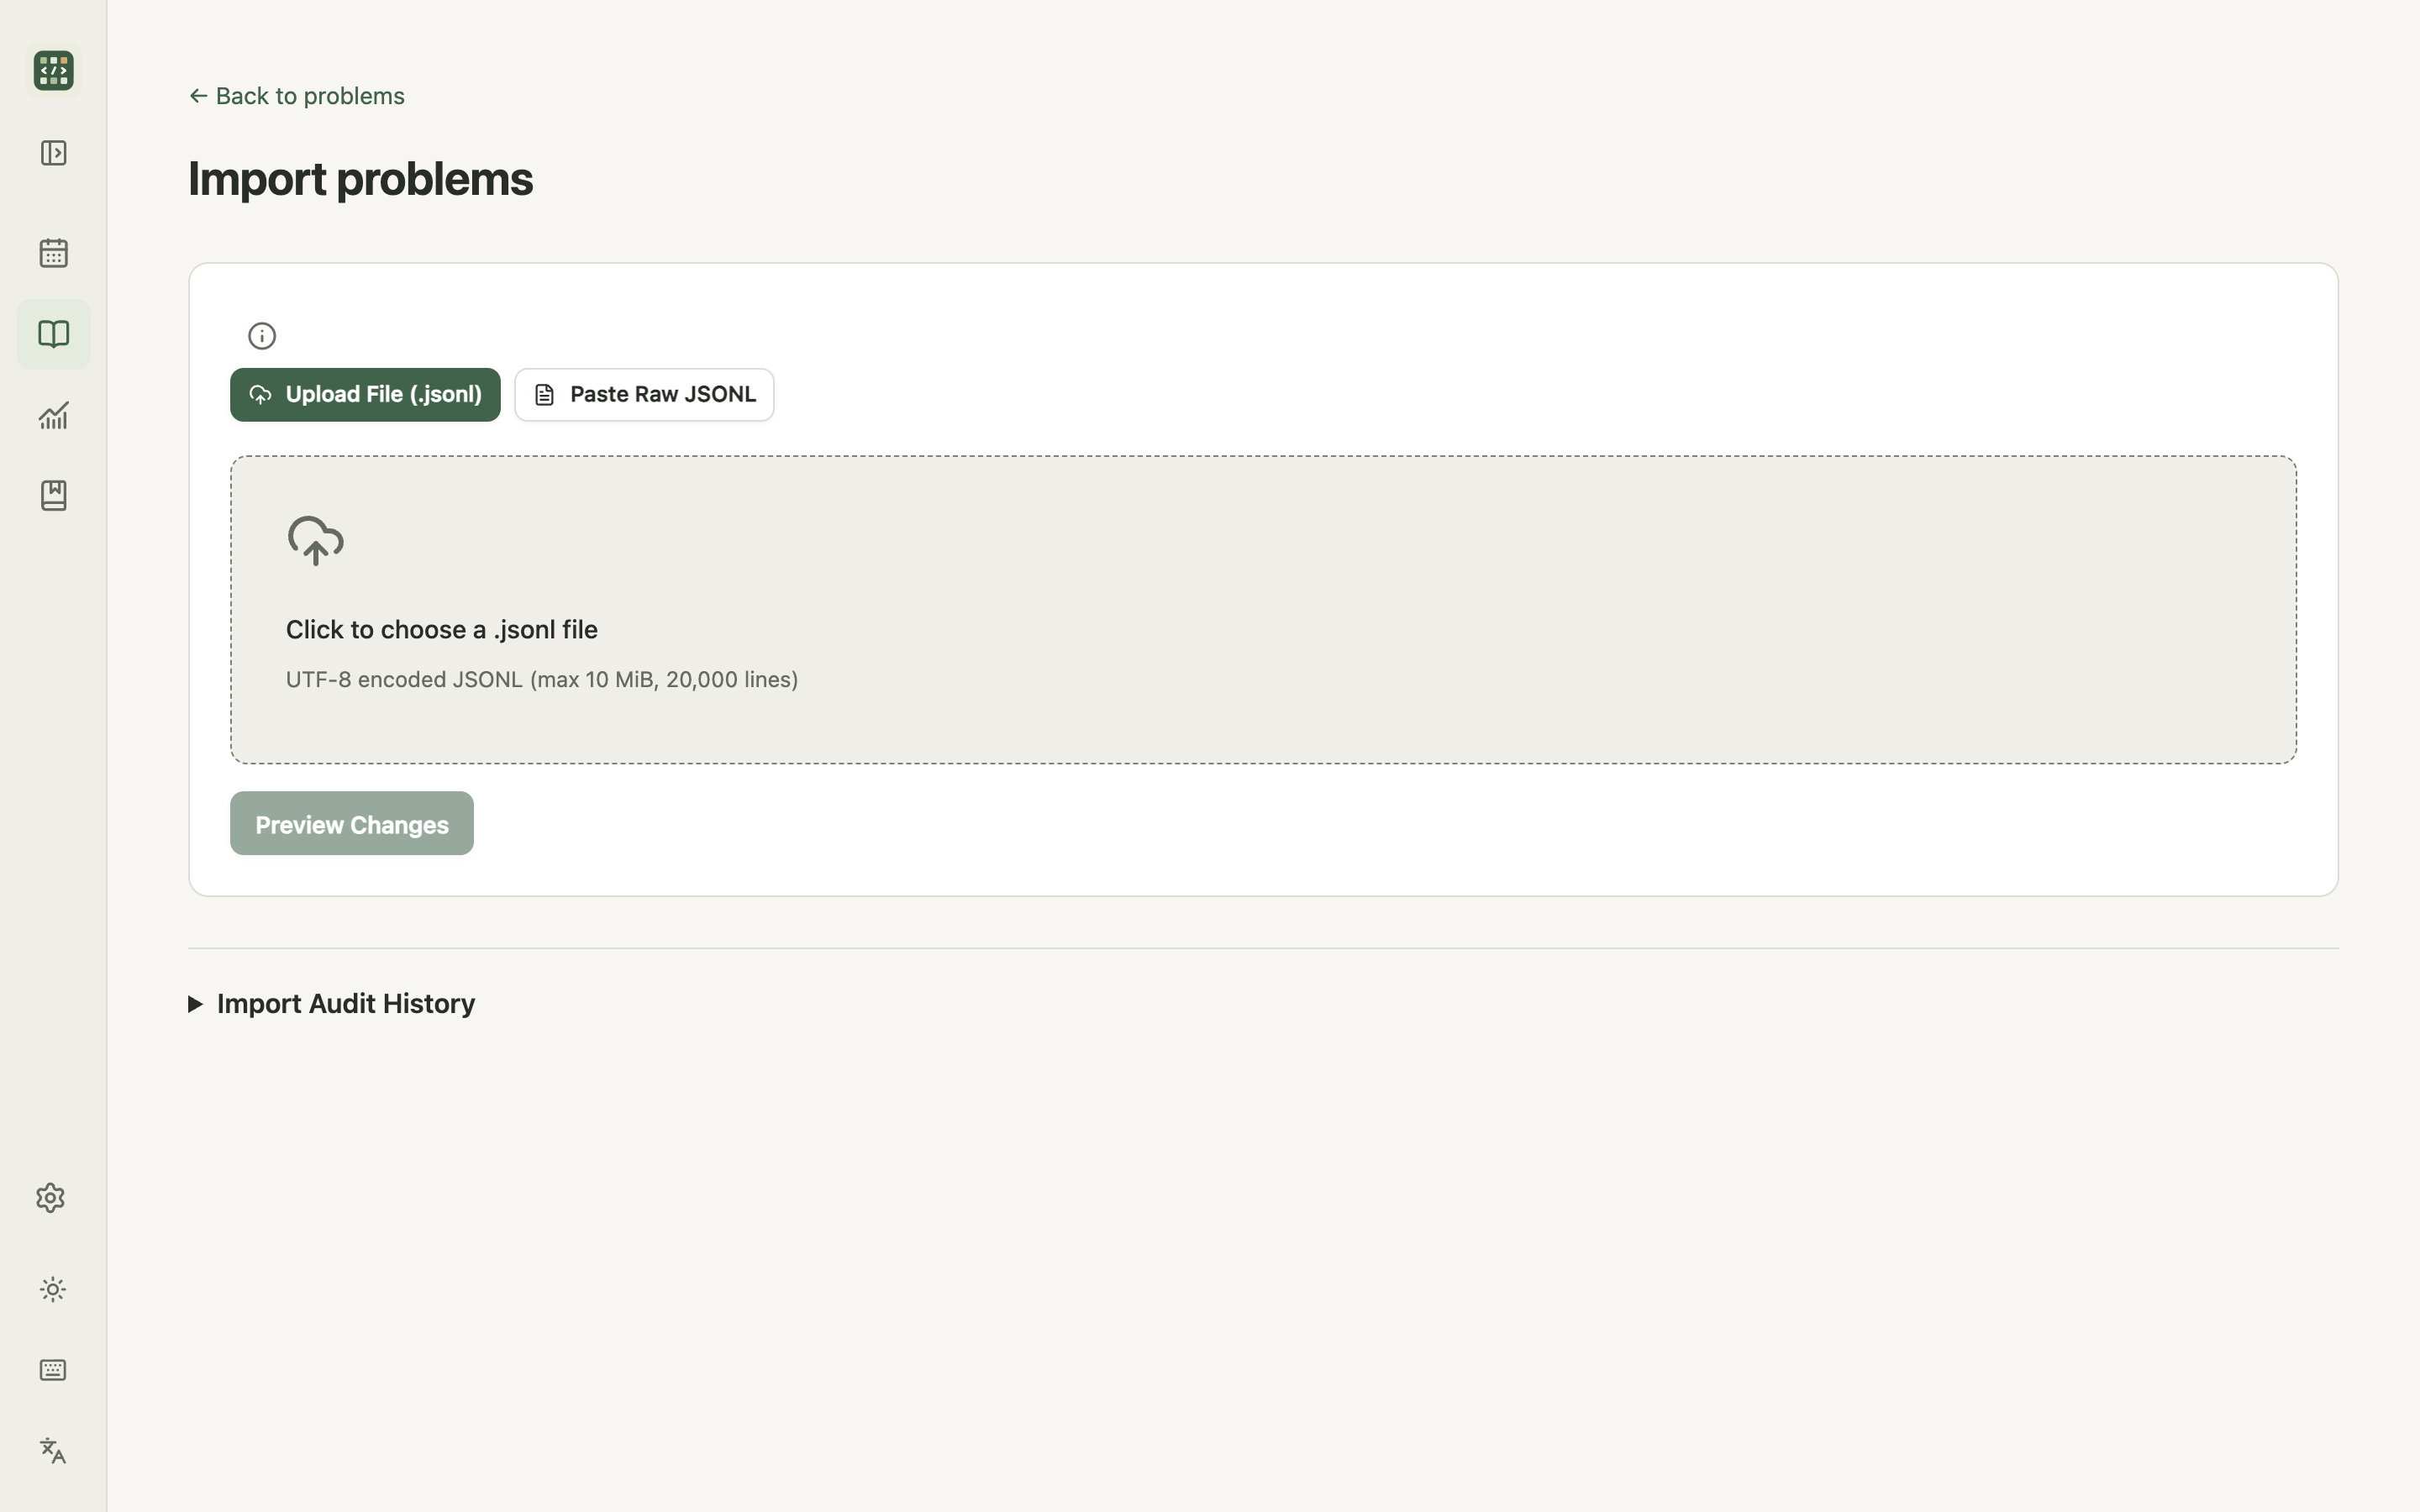 Back to problems
Import problems
Upload File (.jsonl)
Paste Raw JSONL
Click to choose a .jsonl file
UTF-8 encoded JSONL (max 10 MiB, 20,000 lines)
Preview Changes
Import Audit History